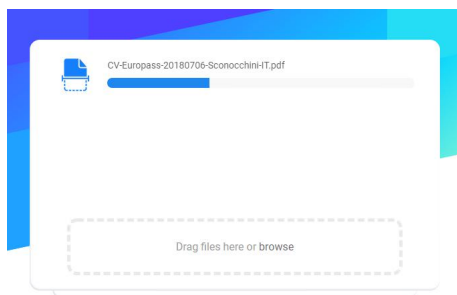 CV-Europass-20180706-Sconocchini-IT.pdf
Drag files here or browse